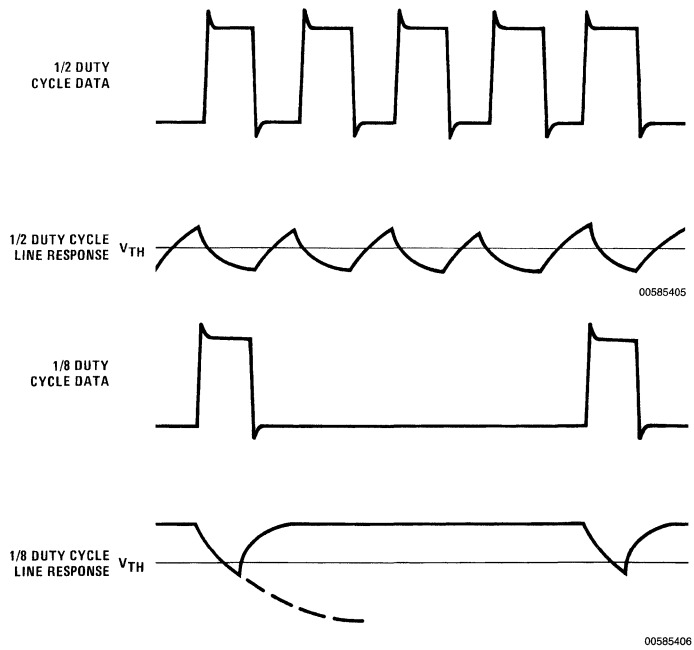 1/2 DUTY
CYCLE DATA
1/2 DUTY CYCLE
LINE RESPONSE VTH
00585405
1/8 DUTY
CYCLE DATA
1/8 DUTY CYCLE
LINE RESPONSE VTH
00585406